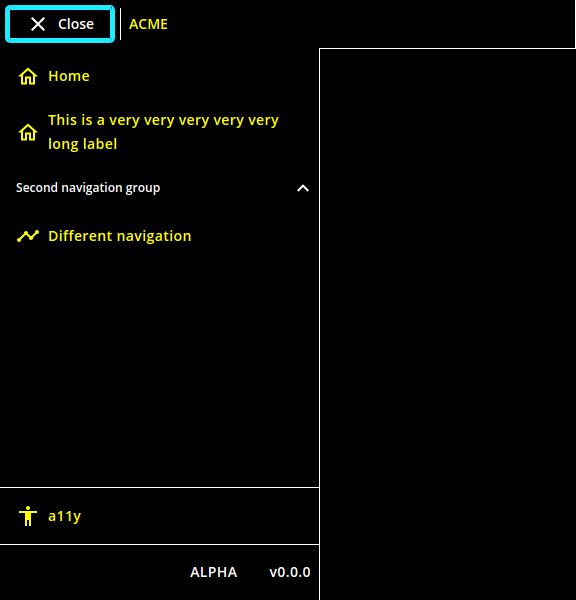 Close
ACME
Home
This is a very very very very very
long label
Second navigation group
Different navigation
a11y
ALPHA v0.0.0